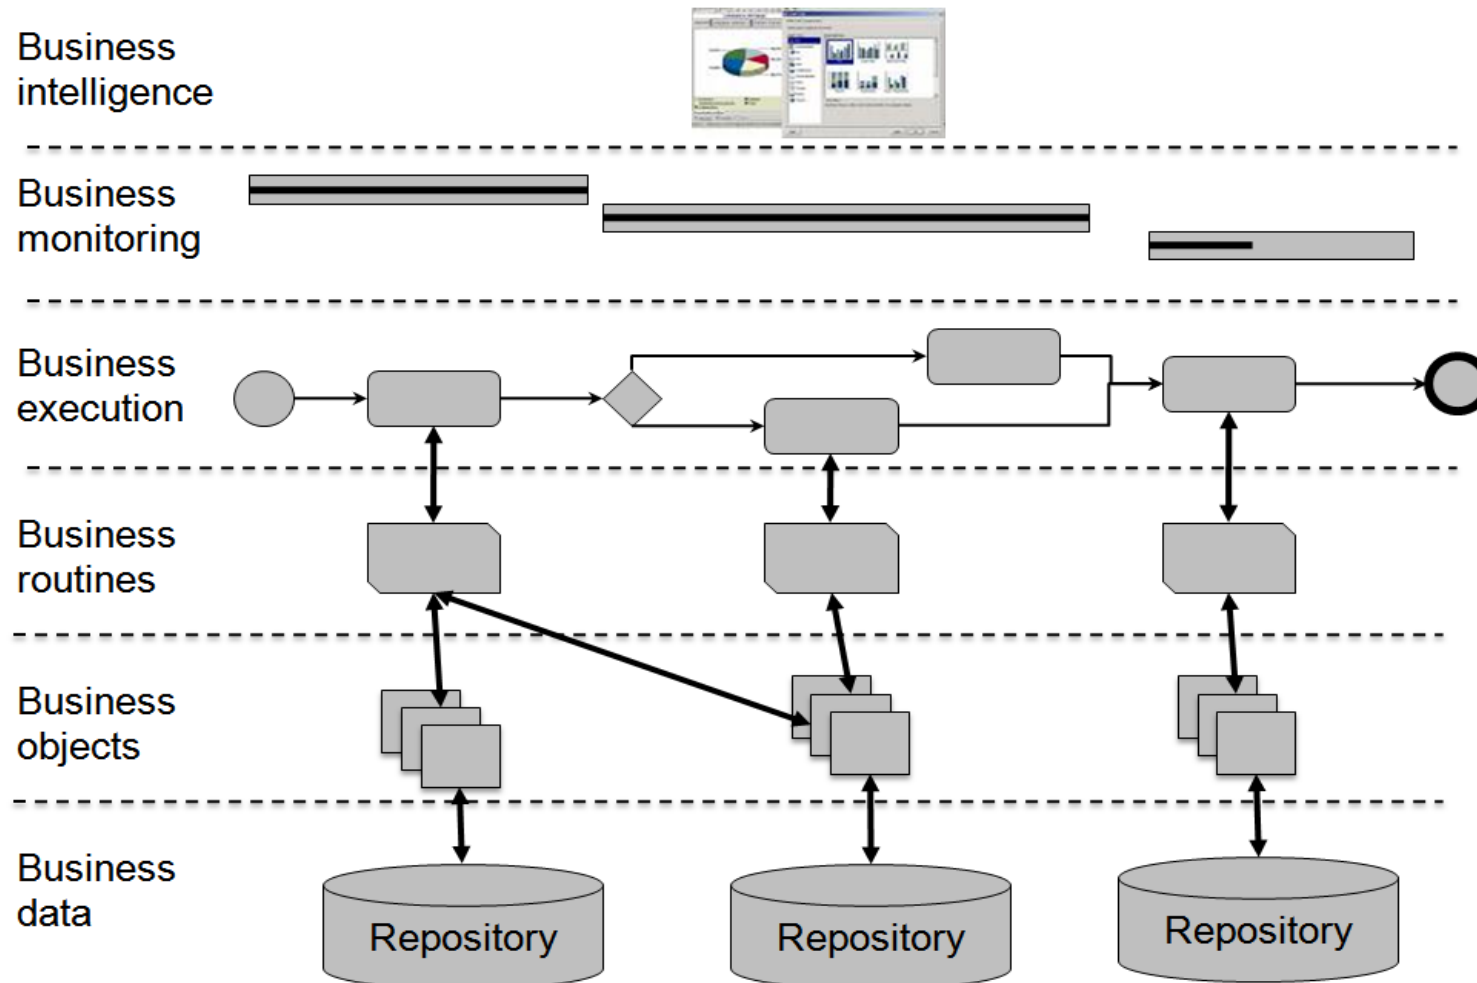 Business
intelligence
Business
monitoring
Business
execution
Business
routines
Business
objects
Business
data
Repository
Repository
Repository